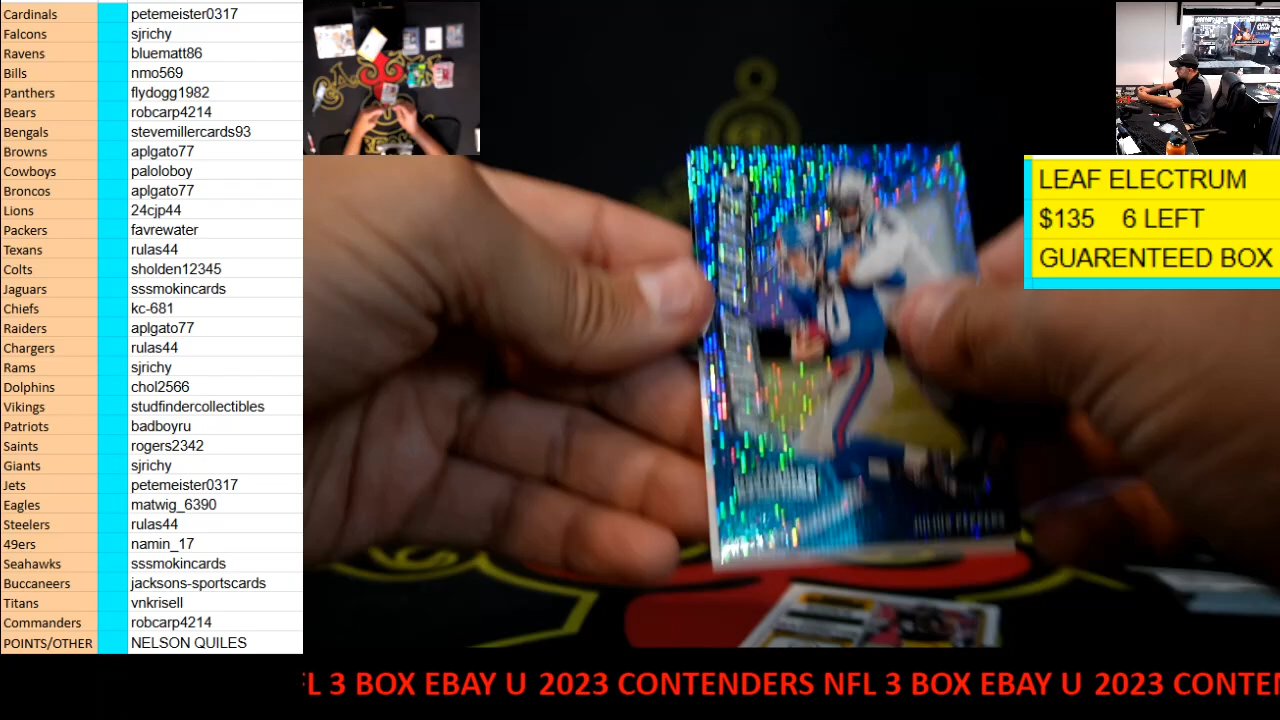 Cardinals petemeister0317
Falcons sjrichy
Ravens bluematt86
Bills nmo569
Panthers flydogg1982
Bears robcarp4214
Bengals stevemillercards93
Browns aplgato77
Cowboys paloloboy
Broncos aplgato77
Lions 24cjp44
Packers favrewater
Texans rulas44
Colts sholden12345
Jaguars sssmokincards
Chiefs kc-681
Raiders aplgato77
Chargers rulas44
Rams sjrichy
Dolphins chol2566
Vikings studfindercollectibles
Patriots badboyru
Saints rogers2342
Giants sjrichy
Jets petemeister0317
Eagles matwig_6390
Steelers rulas44
49ers namin_17
Seahawks sssmokincards
Buccaneers jacksons-sportscards
Titans vnkrisell
Commanders robcarp4214
POINTS/OTHER NELSON QUILES
LEAF ELECTRUM
$135 6 LEFT
GUARENTEED BOX
JULIUS PEPPERS
L 3 BOX EBAY U 2023 CONTENDERS NFL 3 BOX EBAY U 2023 CONTEN